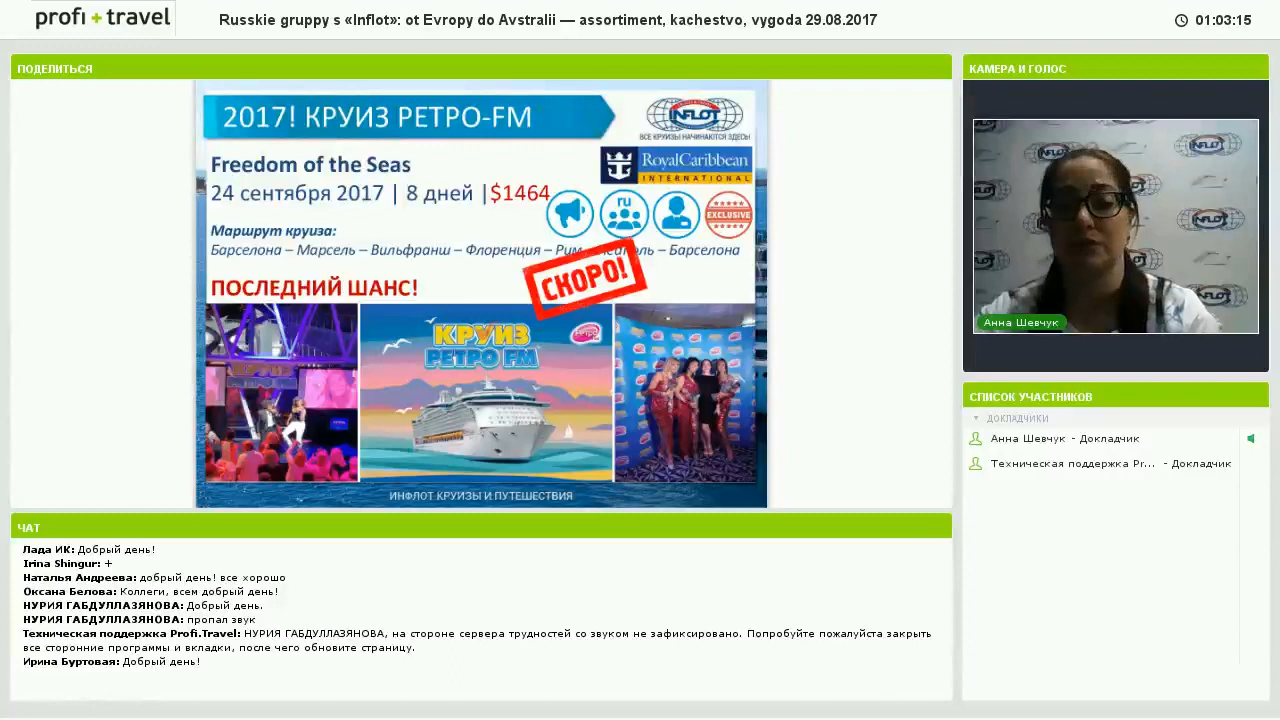 profi + travel
Russkie gruppy s «Inflot»: ot Evropy do Avstralii — assortiment, kachestvo, vygoda 29.08.2017
01:03:15
ПОДЕЛИТЬСЯ
2017! КРУИЗ РЕТРО-FM
INFLOT
ВСЕ КРУИЗЫ НАЧИНАЮТСЯ ЗДЕСЬ
Freedom of the Seas
RoyalCaribbean
INTERNATIONAL
24 сентября 2017 | 8 дней |$1464
ru
EXCLUSIVE
Маршрут круиза:
Барселона – Марсель – Вильфранш – Флоренция – Рим – – Барселона
СКОРО!
ПОСЛЕДНИЙ ШАНС!
КРУИЗ
РЕТРО FM
ИНФЛОТ КРУИЗЫ И ПУТЕШЕСТВИЯ
КАМЕРА И ГОЛОС
INFLOT
Анна Шевчук
СПИСОК УЧАСТНИКОВ
ДОКЛАДЧИКИ
Анна Шевчук - Докладчик
Техническая поддержка Pr... - Докладчик
ЧАТ
Лада ИК: Добрый день!
Irina Shingur: +
Наталья Андреева: добрый день! все хорошо
Оксана Белова: Коллеги, всем добрый день!
НУРИЯ ГАБДУЛЛАЗЯНОВА: Добрый день.
НУРИЯ ГАБДУЛЛАЗЯНОВА: пропал звук
Техническая поддержка Profi.Travel: НУРИЯ ГАБДУЛЛАЗЯНОВА, на стороне сервера трудностей со звуком не зафиксировано. Попробуйте пожалуйста закрыть
все сторонние программы и вкладки, после чего обновите страницу.
Ирина Буртовая: Добрый день!